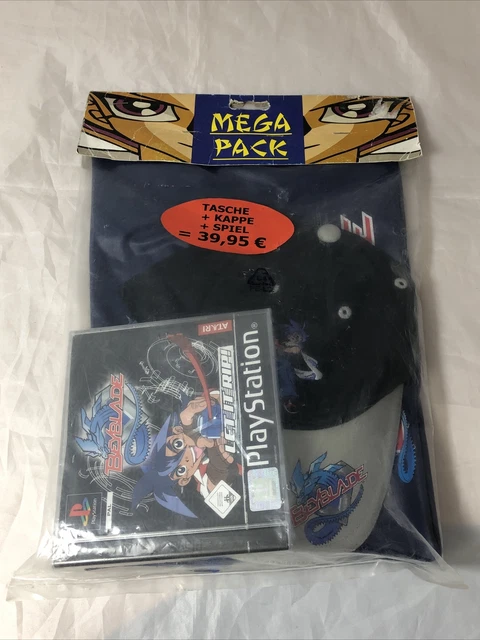 MEGA
PACK
TASCHE
+ KAPPE
+ SPIEL
= 39,95 €
ATARI
BEYBLADE
LET IT RIP!
PlayStation
PAL
BEYBLADE